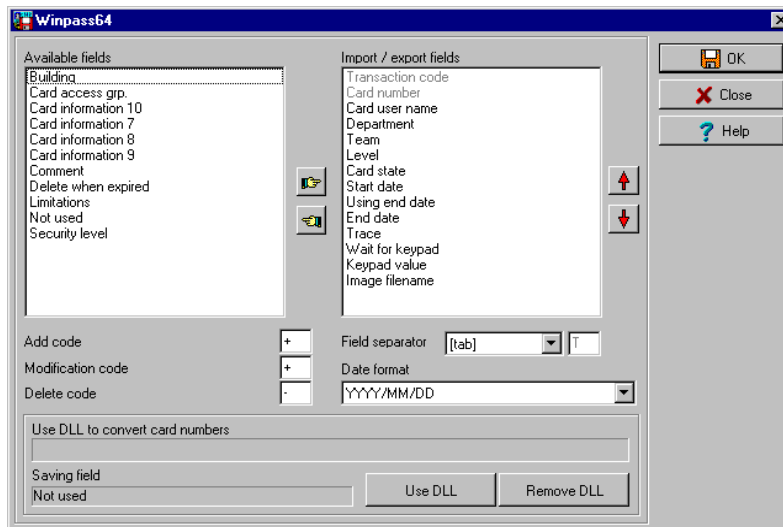 Winpass64
Available fields
Building
Card access grp.
Card information 10
Card information 7
Card information 8
Card information 9
Comment
Delete when expired
Limitations
Not used
Security level
Import / export fields
Transaction code
Card number
Card user name
Department
Team
Level
Card state
Start date
Using end date
End date
Trace
Wait for keypad
Keypad value
Image filename
OK
Close
? Help
Add code +
Modification code +
Delete code -
Field separator [tab] T
Date format
YYYY/MM/DD
Use DLL to convert card numbers
Saving field
Not used
Use DLL
Remove DLL